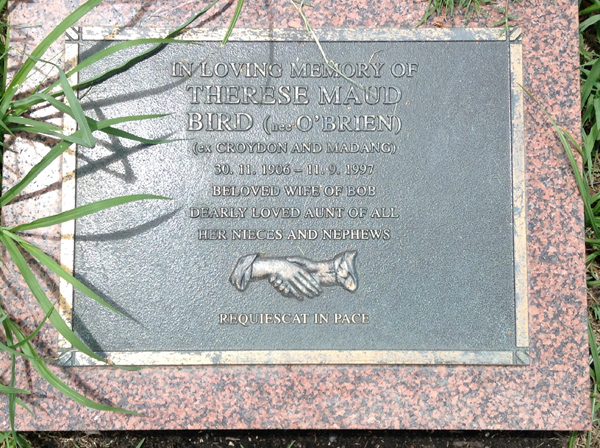 IN LOVING MEMORY OF
THERESE MAUD
BIRD (nee O'BRIEN)
(ex CROYDON AND MADANG)
30. 11. 1906 – 11. 9. 1997
BELOVED WIFE OF BOB
DEARLY LOVED AUNT OF ALL
HER NIECES AND NEPHEWS
REQUIESCAT IN PACE